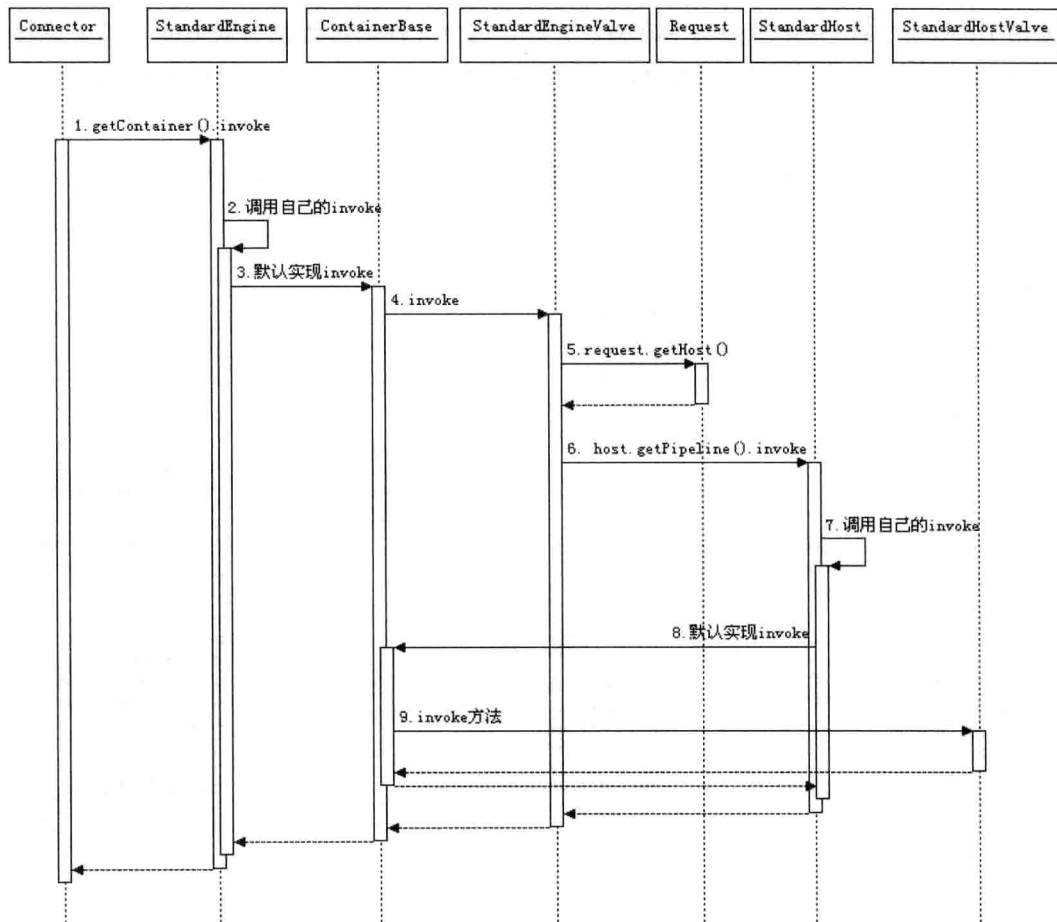 Connector
StandardEngine
ContainerBase
StandardEngineValve
Request
StandardHost
StandardHostValve
1.getContainer().invoke
2.调用自己的invoke
3.默认实现invoke
4.invoke
5.request.getHost()
6. host.getPipeline().invoke
7.调用自己的invoke
8.默认实现invoke
9.invoke方法